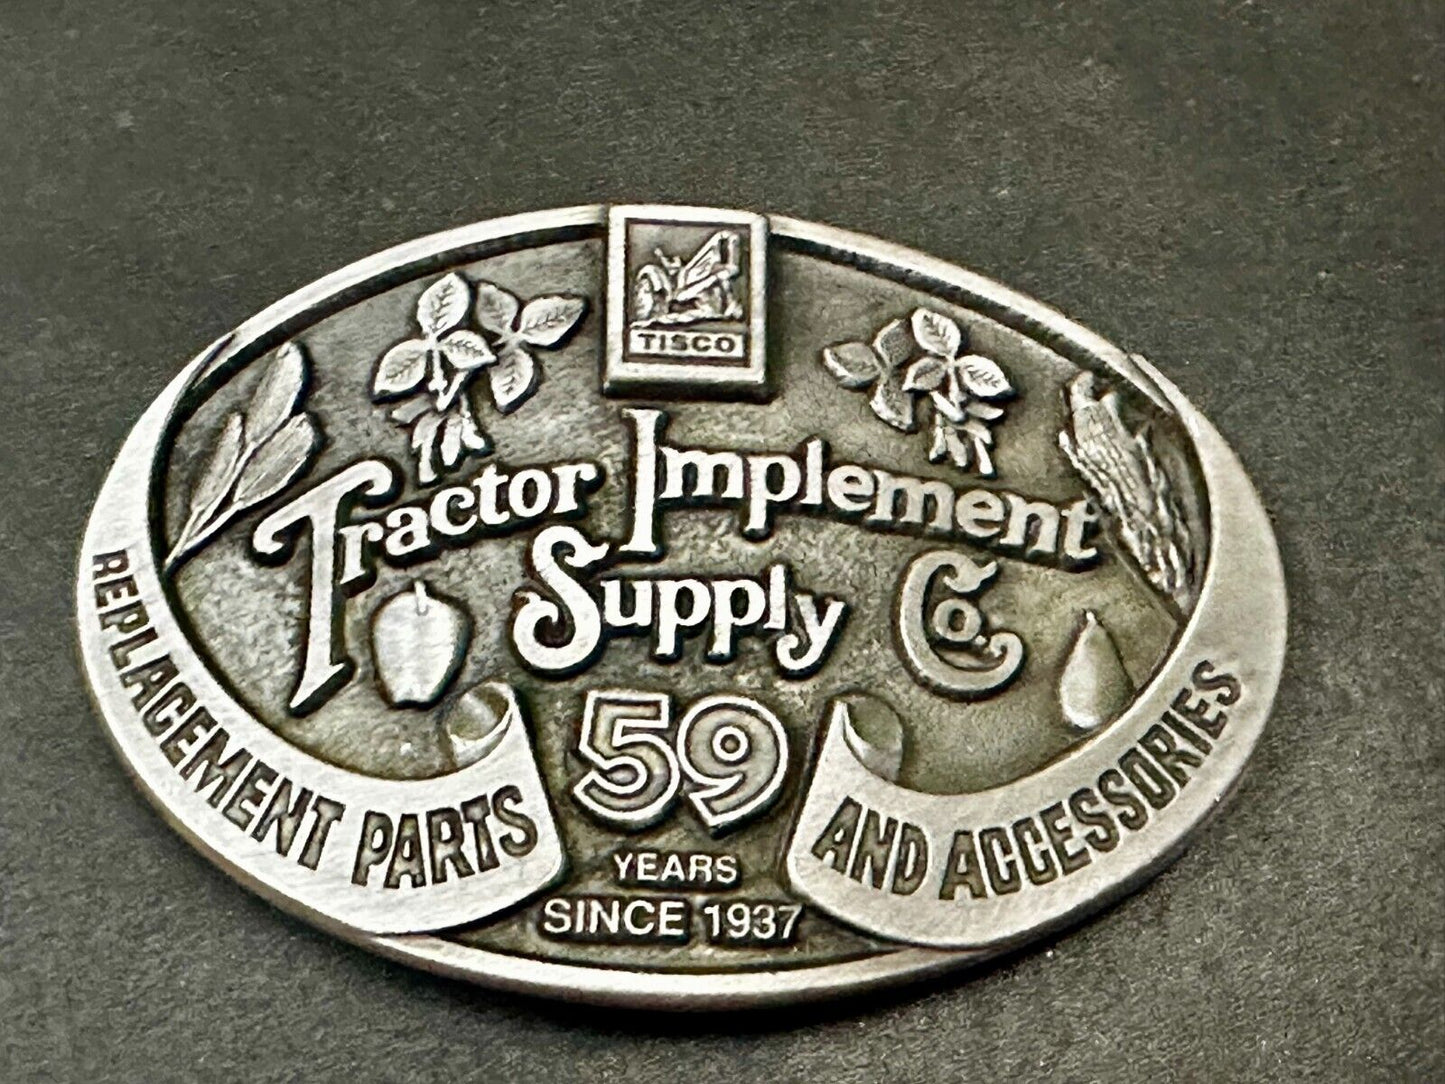 TISCO
Tractor Implement
Supply Co.
59
YEARS
SINCE 1937
REPLACEMENT PARTS
AND ACCESSORIES